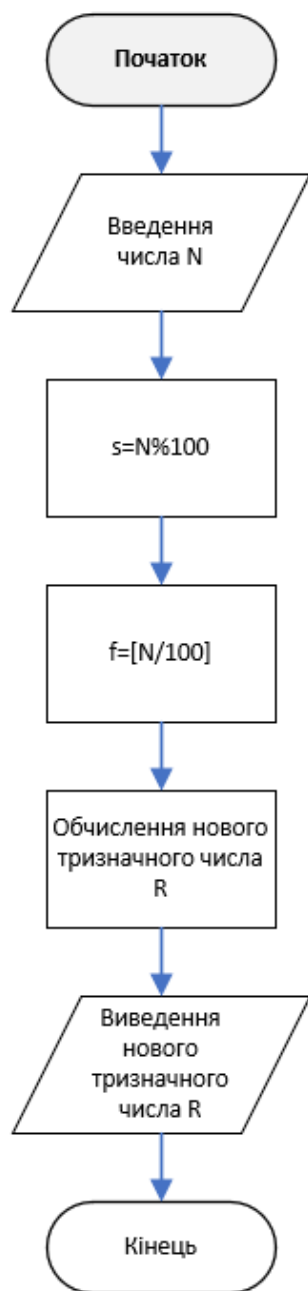 Початок
Введення
числа N
s=N%100
f=[N/100]
Обчислення нового
тризначного числа
R
Виведення
нового
тризначного
числа R
Кінець